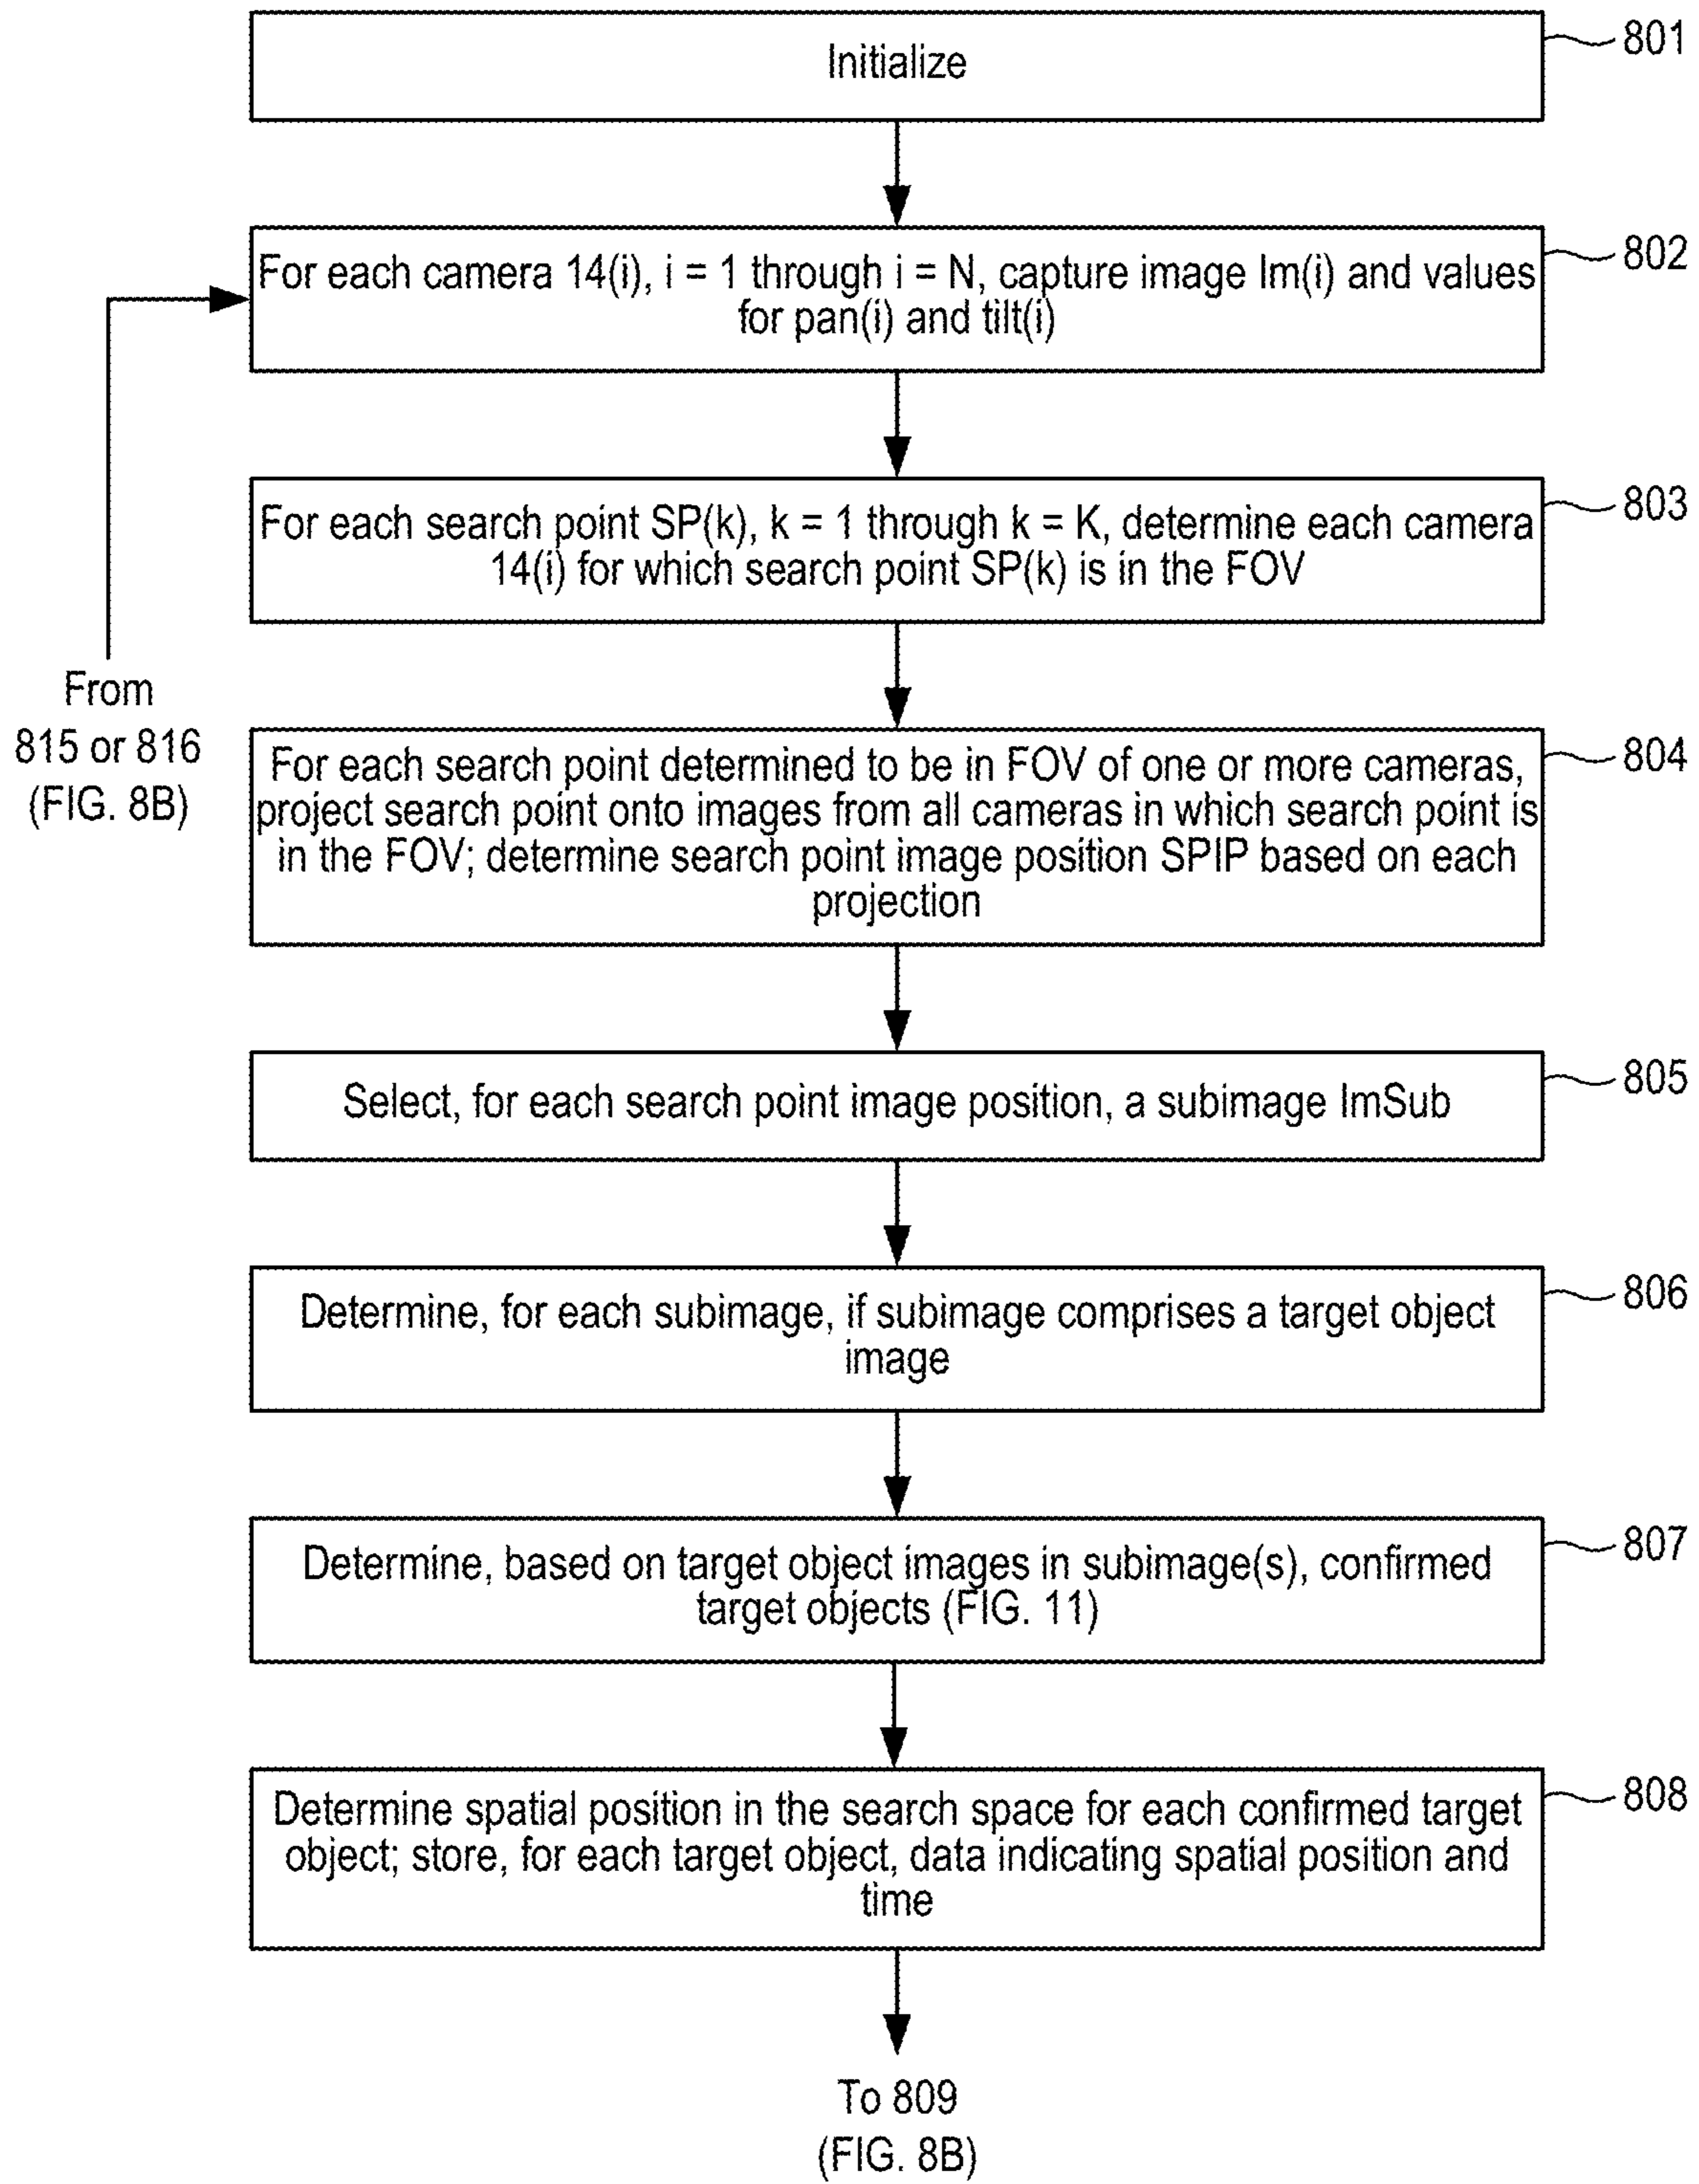 Initialize
801
For each camera 14(i), i = 1 through i = N, capture image Im(i) and values
for pan(i) and tilt(i)
802
For each search point SP(k), k = 1 through k = K, determine each camera
14(i) for which search point SP(k) is in the FOV
803
From
815 or 816
(FIG. 8B)
For each search point determined to be in FOV of one or more cameras,
project search point onto images from all cameras in which search point is
in the FOV; determine search point image position SPIP based on each
projection
804
Select, for each search point image position, a subimage ImSub
805
Determine, for each subimage, if subimage comprises a target object
image
806
Determine, based on target object images in subimage(s), confirmed
target objects (FIG. 11)
807
Determine spatial position in the search space for each confirmed target
object; store, for each target object, data indicating spatial position and
time
808
To 809
(FIG. 8B)